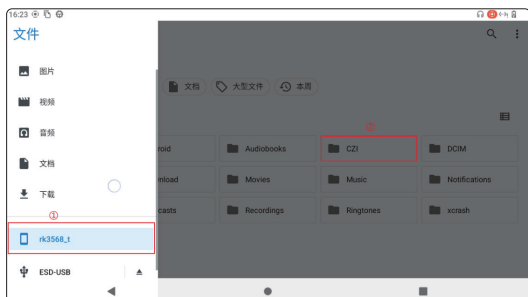 16:23
文件
图片
视频
音频
文档
下载
①
rk3568_t
ESD-USB
文档
大型文件
本周
②
roid
Audiobooks
CZI
DCIM
nload
Movies
Music
Notifications
casts
Recordings
Ringtones
xcrash